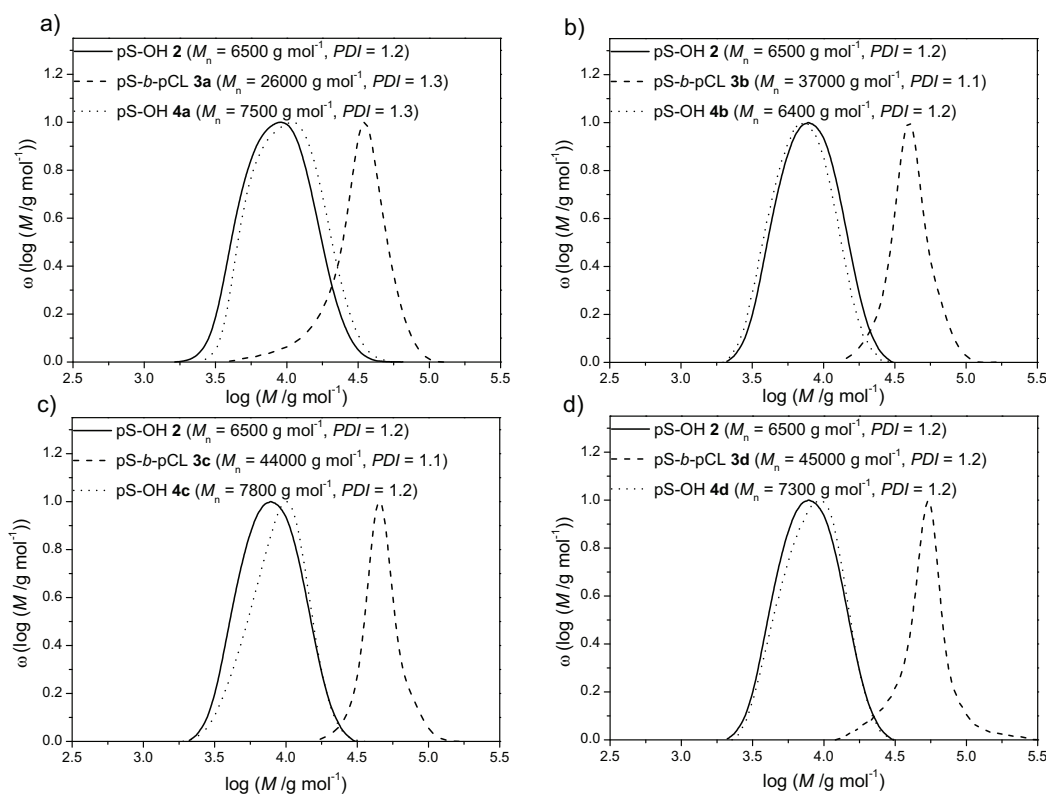 a)
pS-OH 2 (Mn = 6500 g mol-1, PDI = 1.2)
pS-b-pCL 3a (Mn = 26000 g mol-1, PDI = 1.3)
pS-OH 4a (Mn = 7500 g mol-1, PDI = 1.3)
ω (log (M /g mol-1))
1.2
1.0
0.8
0.6
0.4
0.2
0.0
2.5 3.0 3.5 4.0 4.5 5.0 5.5
log (M /g mol-1)
b)
pS-OH 2 (Mn = 6500 g mol-1, PDI = 1.2)
pS-b-pCL 3b (Mn = 37000 g mol-1, PDI = 1.1)
pS-OH 4b (Mn = 6400 g mol-1, PDI = 1.2)
ω (log (M /g mol-1))
1.2
1.0
0.8
0.6
0.4
0.2
0.0
2.5 3.0 3.5 4.0 4.5 5.0 5.5
log (M /g mol-1)
c)
pS-OH 2 (Mn = 6500 g mol-1, PDI = 1.2)
pS-b-pCL 3c (Mn = 44000 g mol-1, PDI = 1.1)
pS-OH 4c (Mn = 7800 g mol-1, PDI = 1.2)
ω (log (M /g mol-1))
1.2
1.0
0.8
0.6
0.4
0.2
0.0
2.5 3.0 3.5 4.0 4.5 5.0 5.5
log (M /g mol-1)
d)
pS-OH 2 (Mn = 6500 g mol-1, PDI = 1.2)
pS-b-pCL 3d (Mn = 45000 g mol-1, PDI = 1.2)
pS-OH 4d (Mn = 7300 g mol-1, PDI = 1.2)
ω (log (M /g mol-1))
1.2
1.0
0.8
0.6
0.4
0.2
0.0
2.5 3.0 3.5 4.0 4.5 5.0 5.5
log (M /g mol-1)